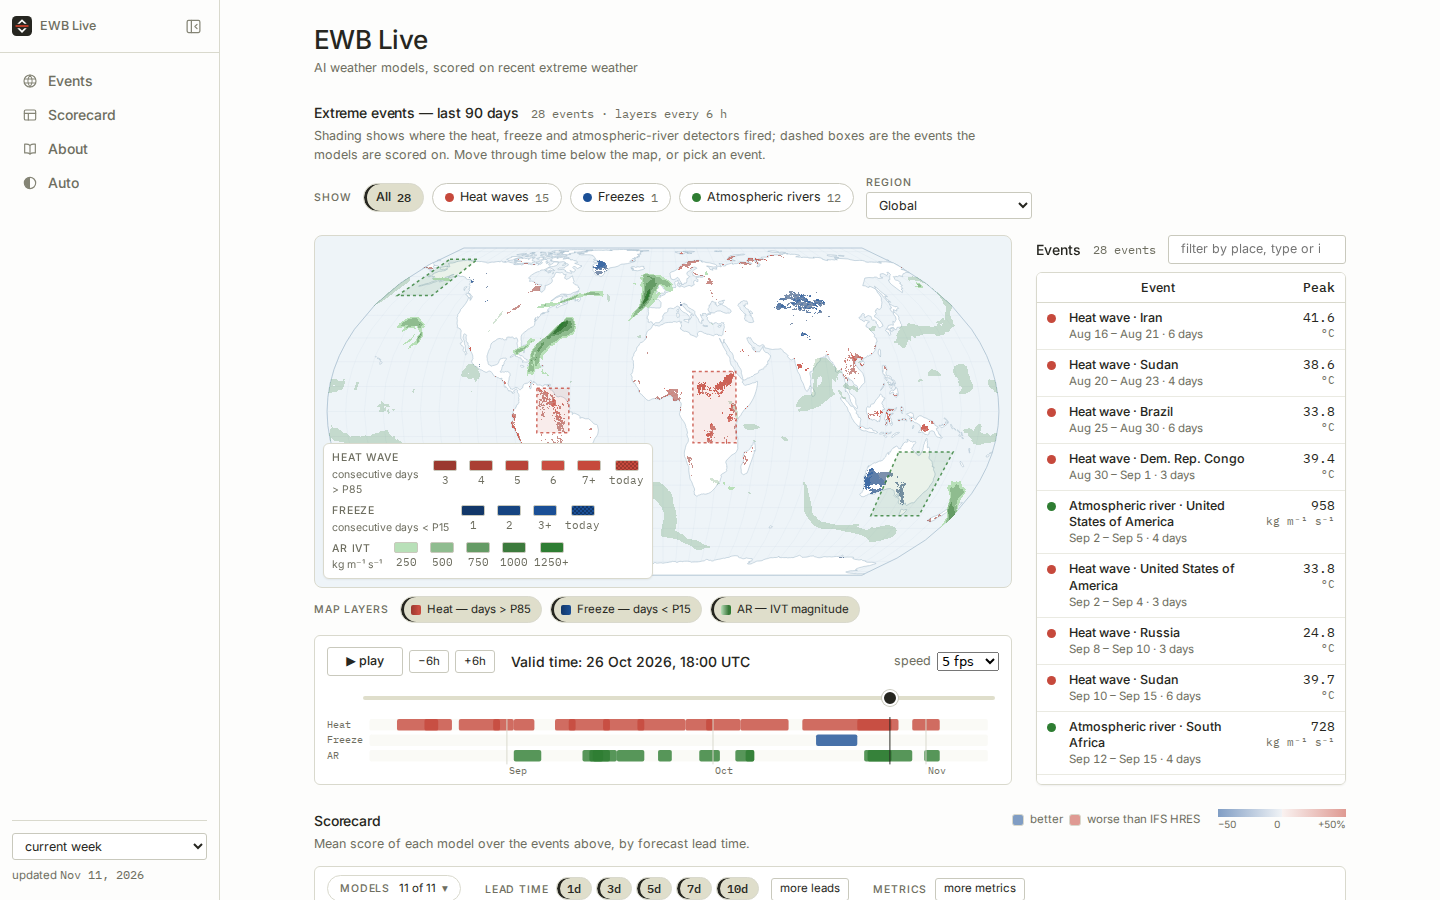 EWB Live
Events
Scorecard
About
Auto
current week
updated Nov 11, 2026
EWB Live
AI weather models, scored on recent extreme weather
Extreme events — last 90 days 28 events · layers every 6 h
Shading shows where the heat, freeze and atmospheric-river detectors fired; dashed boxes are the events the
models are scored on. Move through time below the map, or pick an event.
SHOW All 28 Heat waves 15 Freezes 1 Atmospheric rivers 12
REGION
Global
HEAT WAVE
consecutive days
> P85
3 4 5 6 7+ today
FREEZE
consecutive days < P15
1 2 3+ today
AR IVT
kg m⁻¹ s⁻¹
250 500 750 1000 1250+
MAP LAYERS Heat — days > P85 Freeze — days < P15 AR — IVT magnitude
▶ play −6h +6h Valid time: 26 Oct 2026, 18:00 UTC speed 5 fps
Heat
Freeze
AR
Sep Oct Nov
Events 28 events filter by place, type or i
Event Peak
Heat wave · Iran 41.6
Aug 16 – Aug 21 · 6 days °C
Heat wave · Sudan 38.6
Aug 20 – Aug 23 · 4 days °C
Heat wave · Brazil 33.8
Aug 25 – Aug 30 · 6 days °C
Heat wave · Dem. Rep. Congo 39.4
Aug 30 – Sep 1 · 3 days °C
Atmospheric river · United 958
States of America kg m⁻¹ s⁻¹
Sep 2 – Sep 5 · 4 days
Heat wave · United States of 33.8
America °C
Sep 2 – Sep 4 · 3 days
Heat wave · Russia 24.8
Sep 8 – Sep 10 · 3 days °C
Heat wave · Sudan 39.7
Sep 10 – Sep 15 · 6 days °C
Atmospheric river · South 728
Africa kg m⁻¹ s⁻¹
Sep 12 – Sep 15 · 4 days
Scorecard
Mean score of each model over the events above, by forecast lead time.
better worse than IFS HRES
−50 0 +50%
MODELS 11 of 11 ▾ LEAD TIME 1d 3d 5d 7d 10d more leads METRICS more metrics